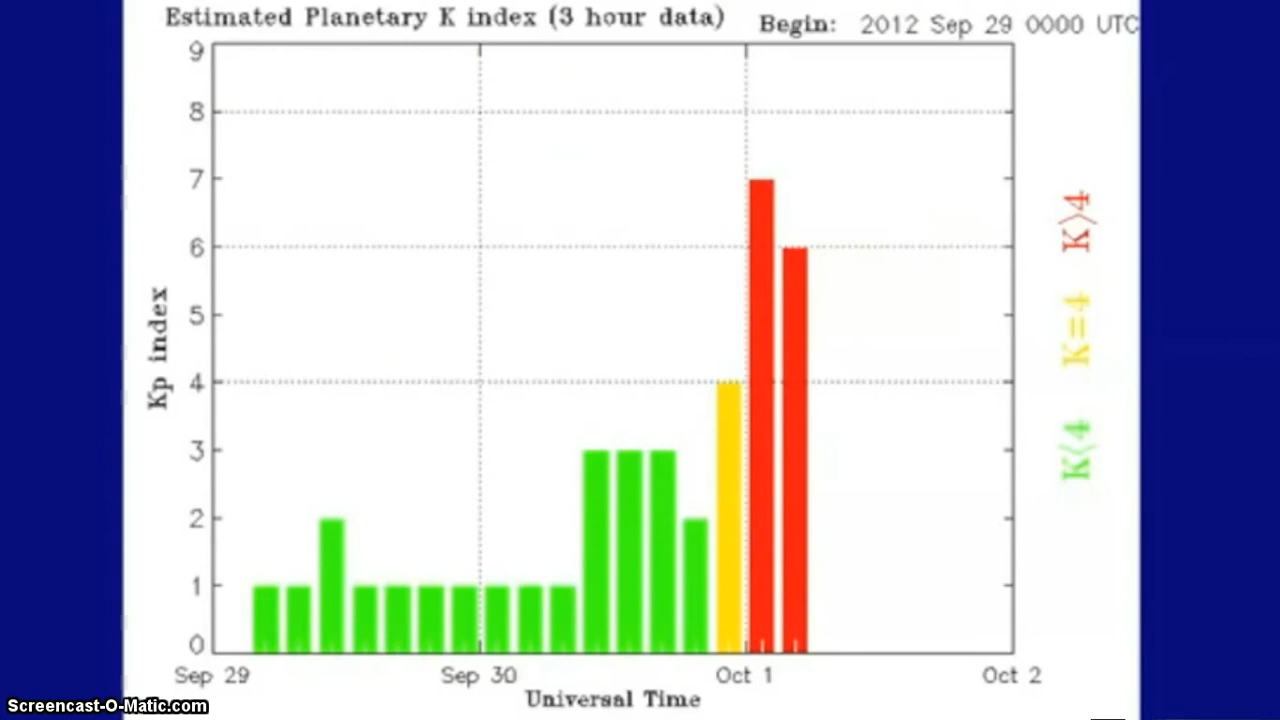 Estimated Planetary K index (3 hour data)
Begin: 2012 Sep 29 0000 UTC
9
8
7
6
5
4
3
2
1
0
Kp index
K>4
K=4
K<4
Sep 29
Sep 30
Oct 1
Oct 2
Universal Time
Screencast-O-Matic.com